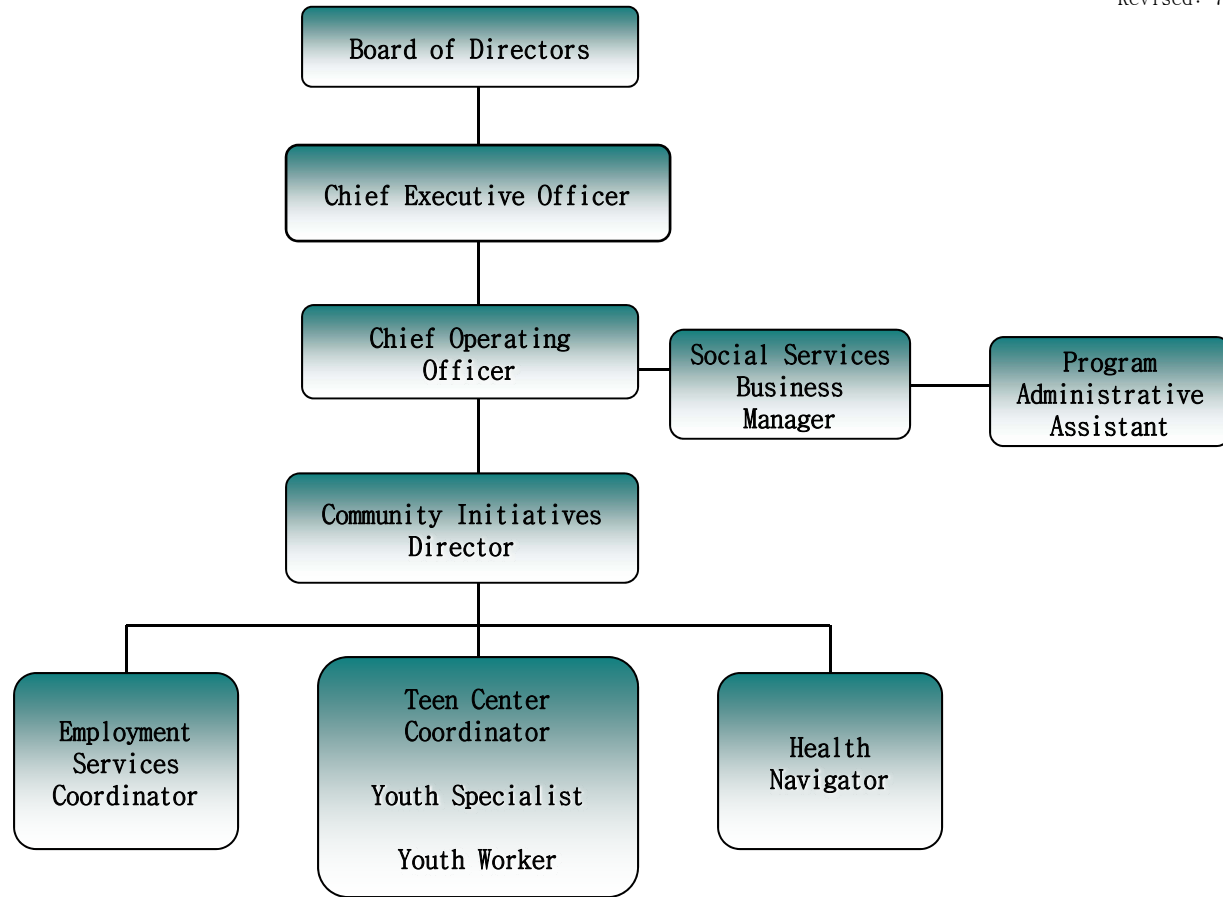 Revised:
Board of Directors
Chief Executive Officer
Chief Operating
Officer
Social Services
Business
Manager
Program
Administrative
Assistant
Community Initiatives
Director
Employment
Services
Coordinator
Teen Center
Coordinator
Youth Specialist
Youth Worker
Health
Navigator